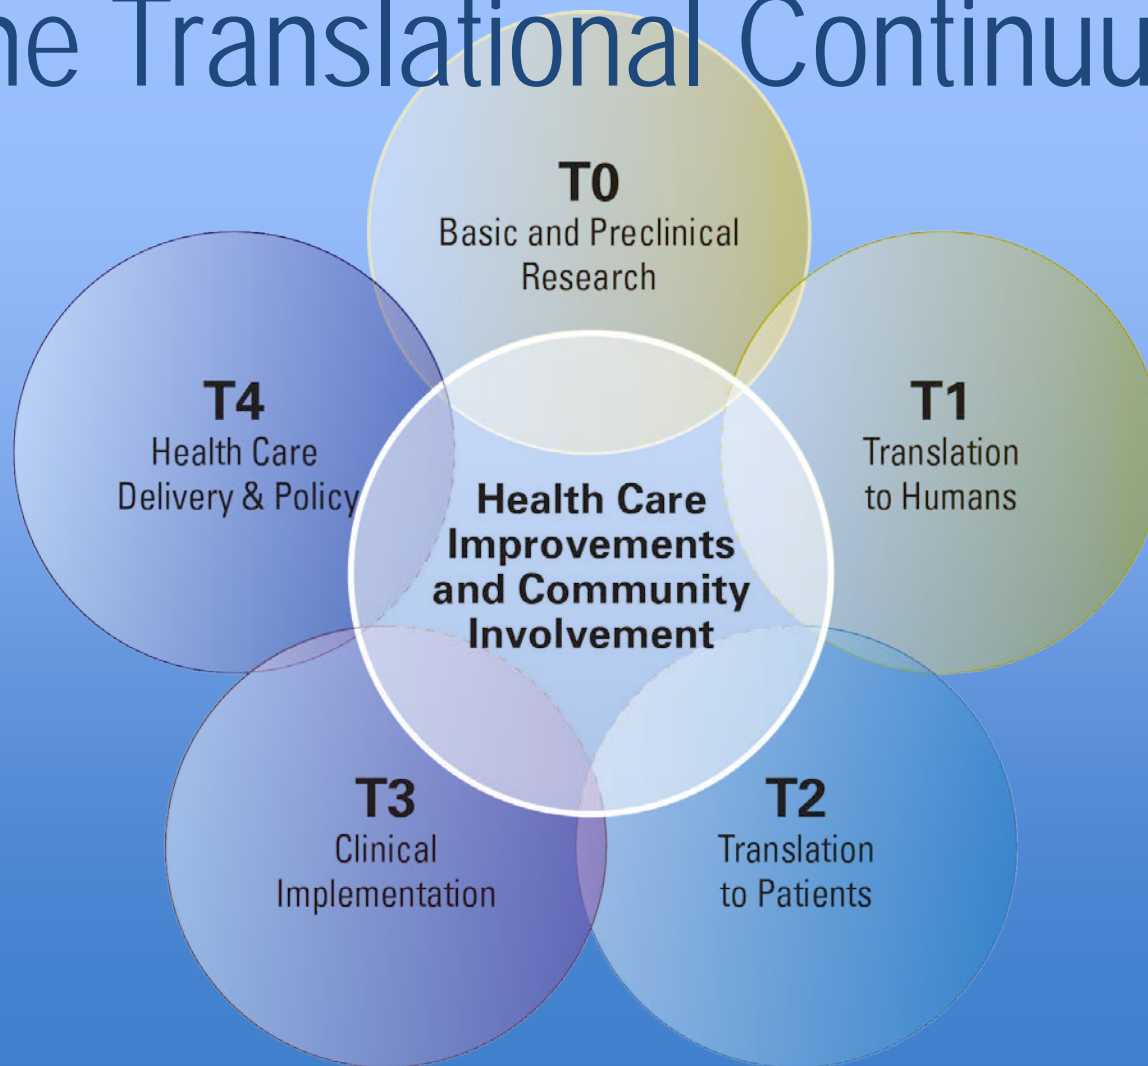 he Translational Continuu
T0
Basic and Preclinical
Research
T4
Health Care
Delivery & Policy
T1
Translation
to Humans
Health Care
Improvements
and Community
Involvement
T3
Clinical
Implementation
T2
Translation
to Patients